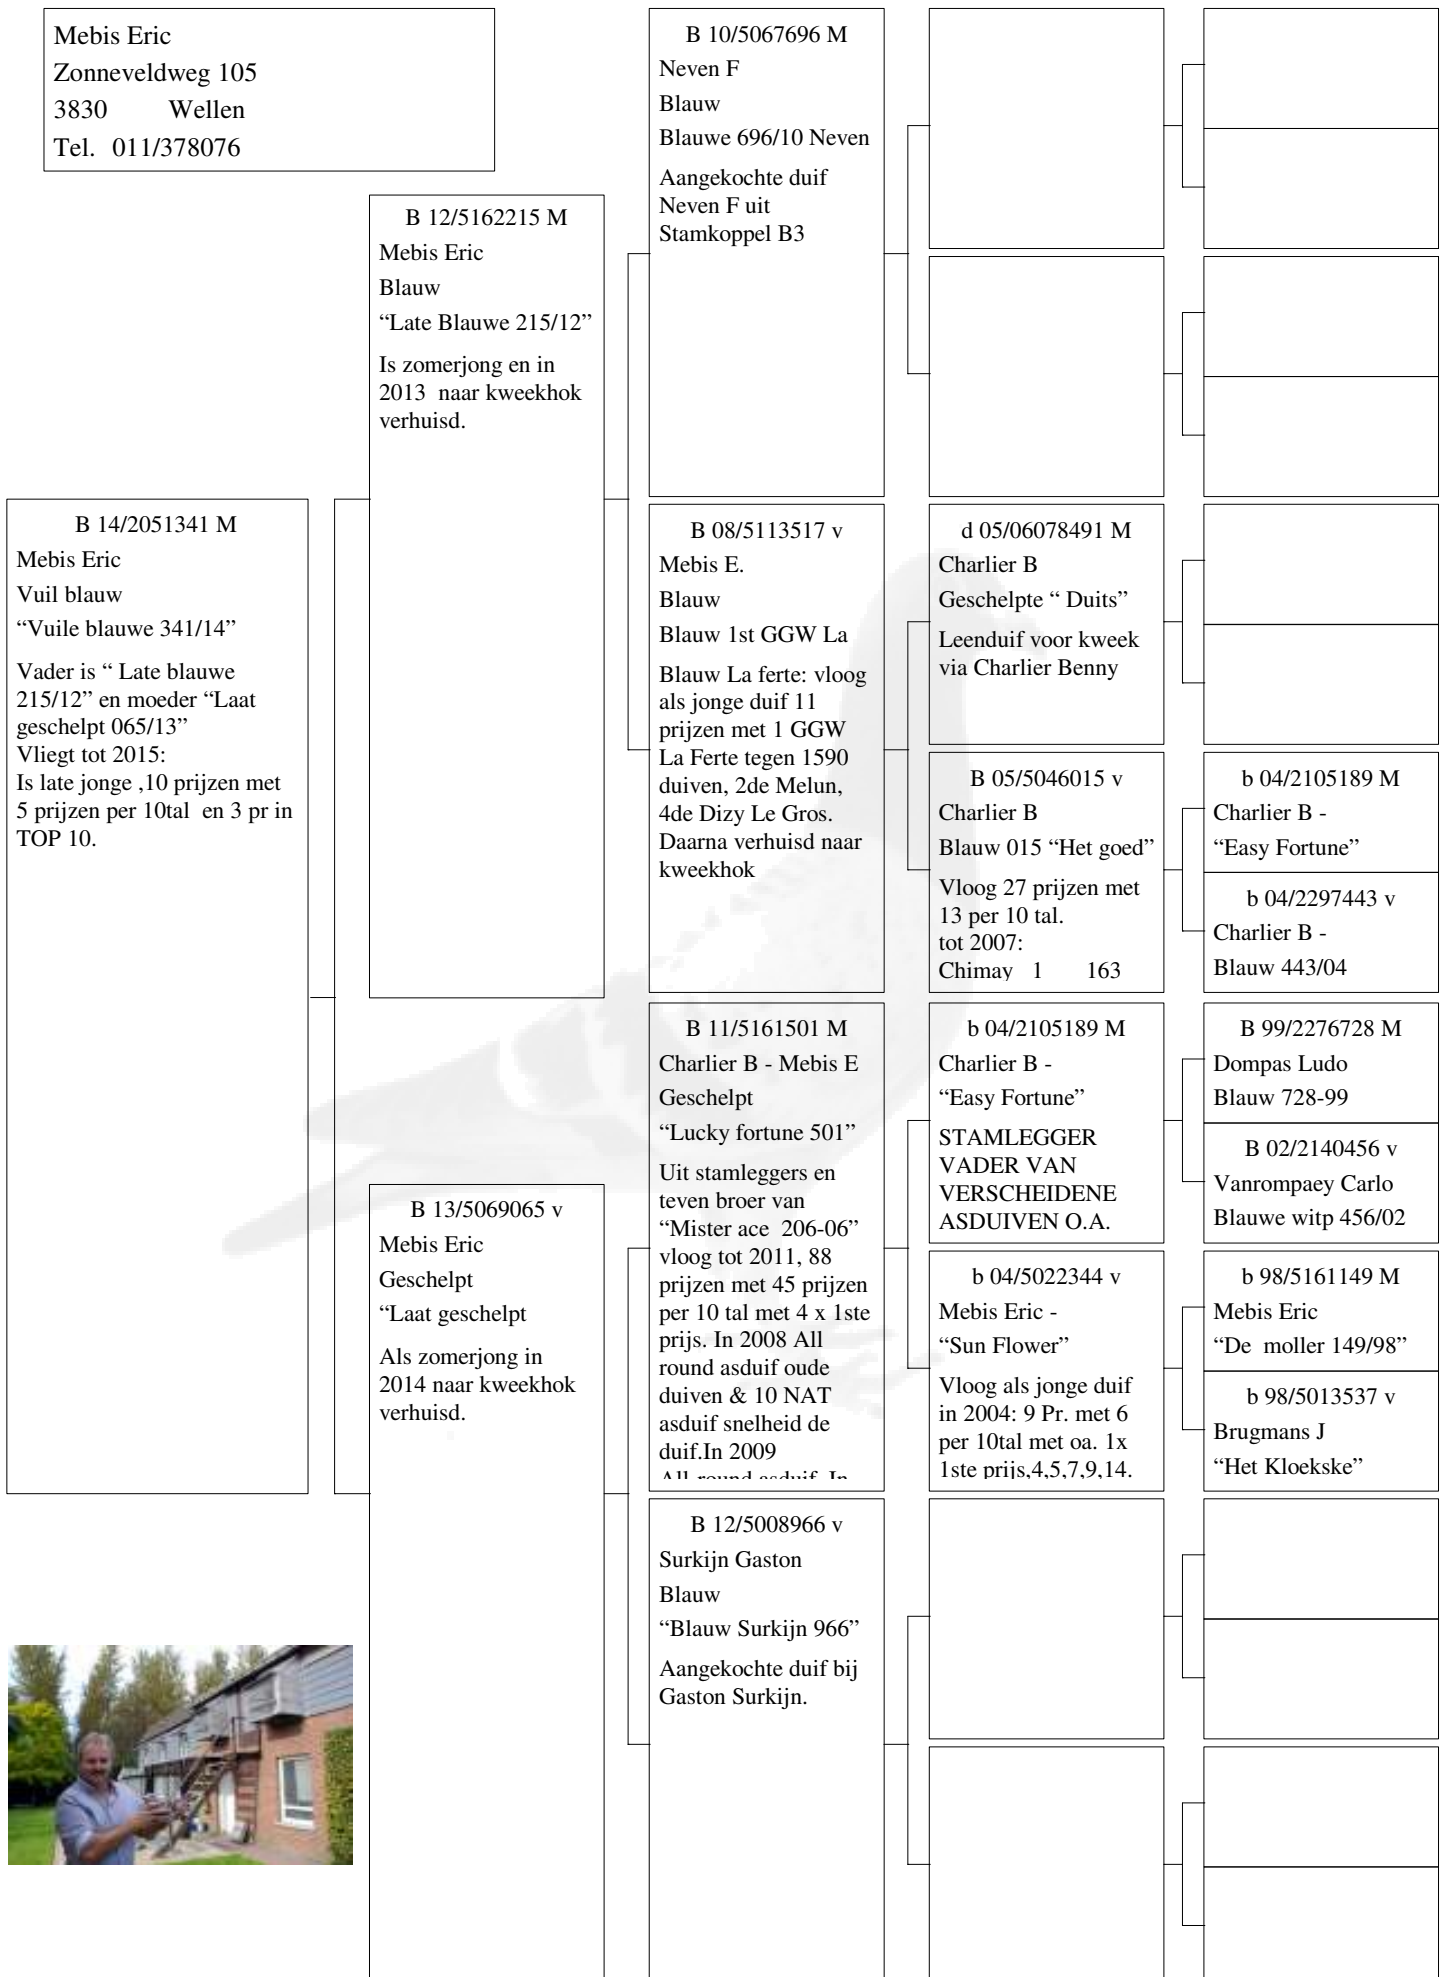 Mebis Eric
Zonneveldweg 105
3830 Wellen
Tel. 011/378076
B 14/2051341 M
Mebis Eric
Vuil blauw
“Vuile blauwe 341/14”
Vader is “ Late blauwe
215/12” en moeder “Laat
geschelpt 065/13”
Vliegt tot 2015:
Is late jonge ,10 prijzen met
5 prijzen per 10tal en 3 pr in
TOP 10.
B 12/5162215 M
Mebis Eric
Blauw
“Late Blauwe 215/12”
Is zomerjong en in
2013 naar kweekhok
verhuisd.
B 13/5069065 v
Mebis Eric
Geschelpt
“Laat geschelpt
Als zomerjong in
2014 naar kweekhok
verhuisd.
B 10/5067696 M
Neven F
Blauw
Blauwe 696/10 Neven
Aangekochte duif
Neven F uit
Stamkoppel B3
B 08/5113517 v
Mebis E.
Blauw
Blauw 1st GGW La
Blauw La ferte: vloog
als jonge duif 11
prijzen met 1 GGW
La Ferte tegen 1590
duiven, 2de Melun,
4de Dizy Le Gros.
Daarna verhuisd naar
kweekhok
B 11/5161501 M
Charlier B - Mebis E
Geschelpt
“Lucky fortune 501”
Uit stamleggers en
teven broer van
“Mister ace 206-06”
vloog tot 2011, 88
prijzen met 45 prijzen
per 10 tal met 4 x 1ste
prijs. In 2008 All
round asduif oude
duiven & 10 NAT
asduif snelheid de
duif.In 2009
All-round asduif. In
B 12/5008966 v
Surkijn Gaston
Blauw
“Blauw Surkijn 966”
Aangekochte duif bij
Gaston Surkijn.
d 05/06078491 M
Charlier B
Geschelpte “ Duits”
Leenduif voor kweek
via Charlier Benny
B 05/5046015 v
Charlier B
Blauw 015 “Het goed”
Vloog 27 prijzen met
13 per 10 tal.
tot 2007:
Chimay 1 163
b 04/2105189 M
Charlier B -
“Easy Fortune”
STAMLEGGER
VADER VAN
VERSCHEIDENE
ASDUIVEN O.A.
b 04/5022344 v
Mebis Eric -
“Sun Flower”
Vloog als jonge duif
in 2004: 9 Pr. met 6
per 10tal met oa. 1x
1ste prijs,4,5,7,9,14.
b 04/2105189 M
Charlier B -
“Easy Fortune”
b 04/2297443 v
Charlier B -
Blauw 443/04
B 99/2276728 M
Dompas Ludo
Blauw 728-99
B 02/2140456 v
Vanrompaey Carlo
Blauwe witp 456/02
b 98/5161149 M
Mebis Eric
“De moller 149/98”
b 98/5013537 v
Brugmans J
“Het Kloekske”